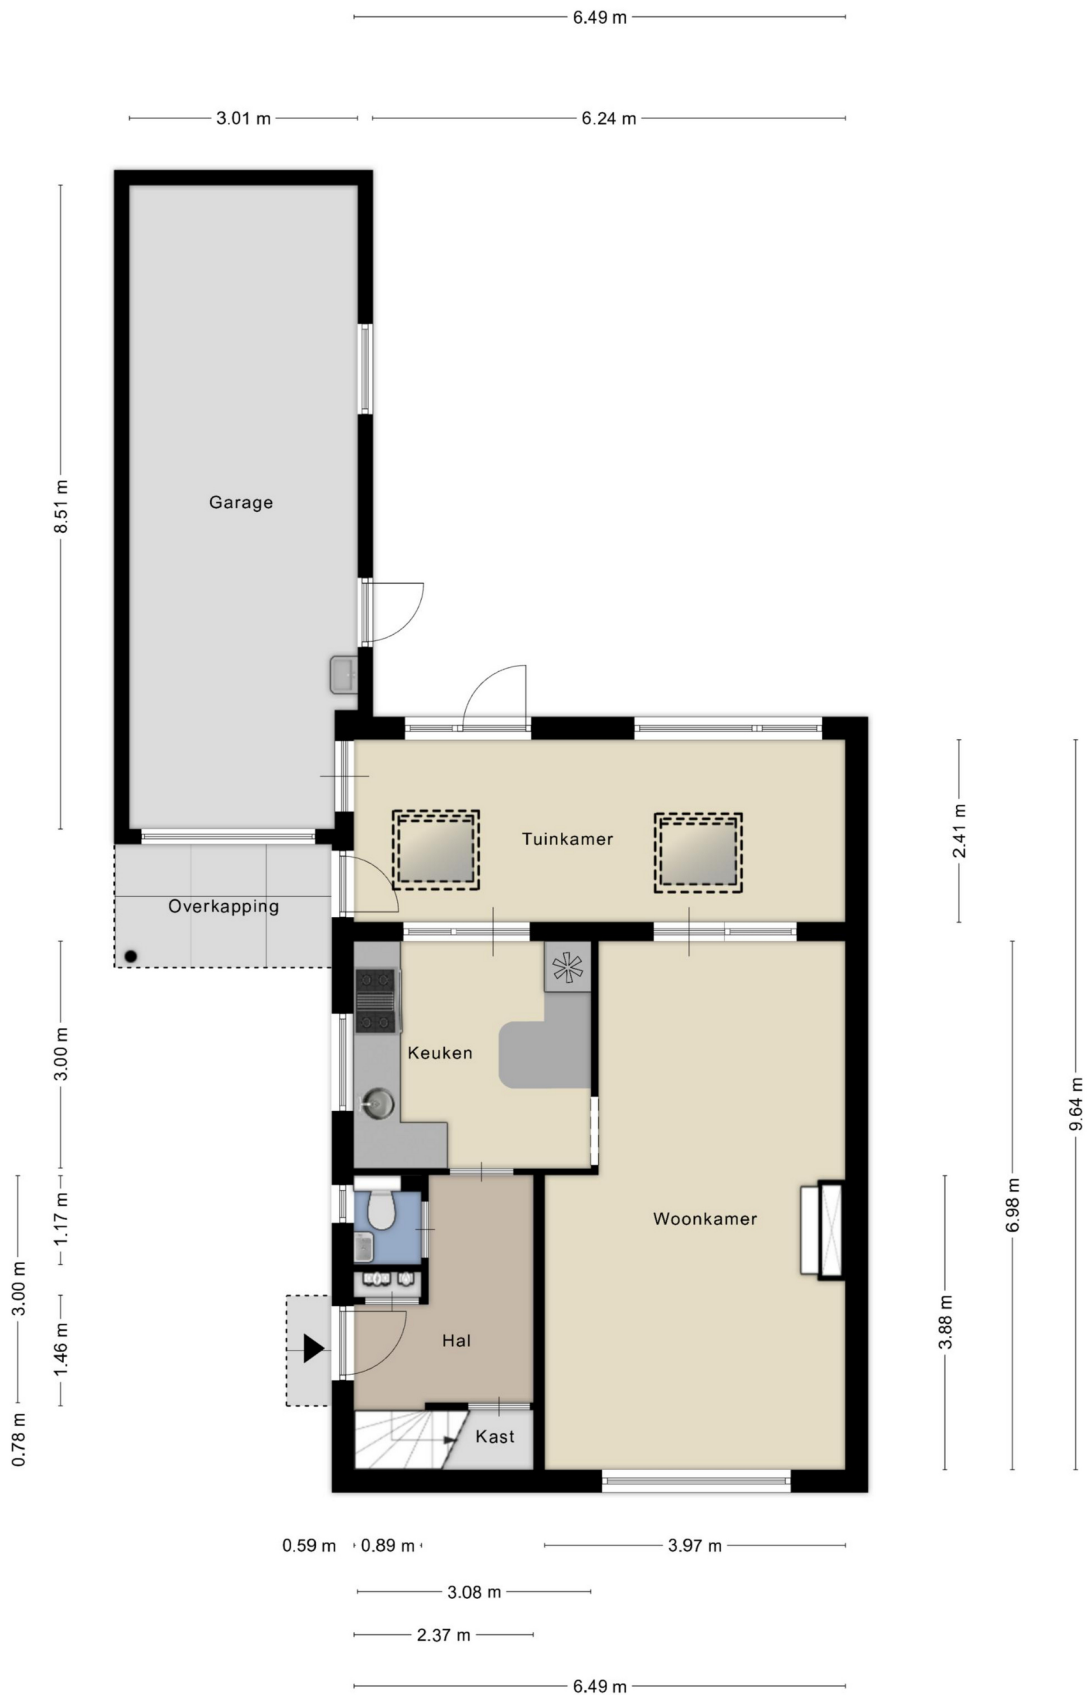 6.49 m
3.01 m
6.24 m
8.51 m
Garage
Tuinkamer
2.41 m
Overkapping
Keuken
3.00 m
9.64 m
1.17 m
Woonkamer
6.98 m
3.00 m
3.88 m
1.46 m
Hal
0.78 m
Kast
0.59 m
0.89 m
3.97 m
3.08 m
2.37 m
6.49 m